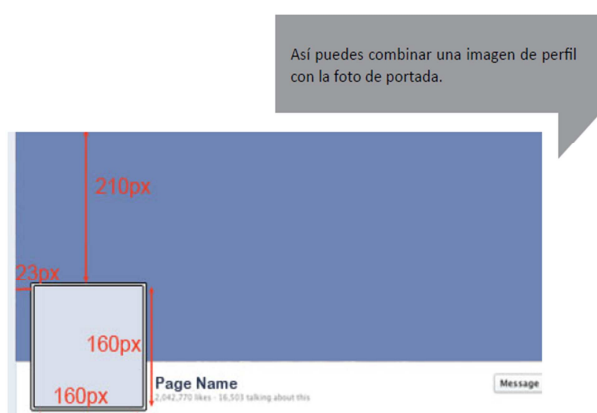 Así puedes combinar una imagen de perfil
con la foto de portada.
210px
23px
160px
160px
Page Name
Message
2,042,770 likes · 16,503 talking about this